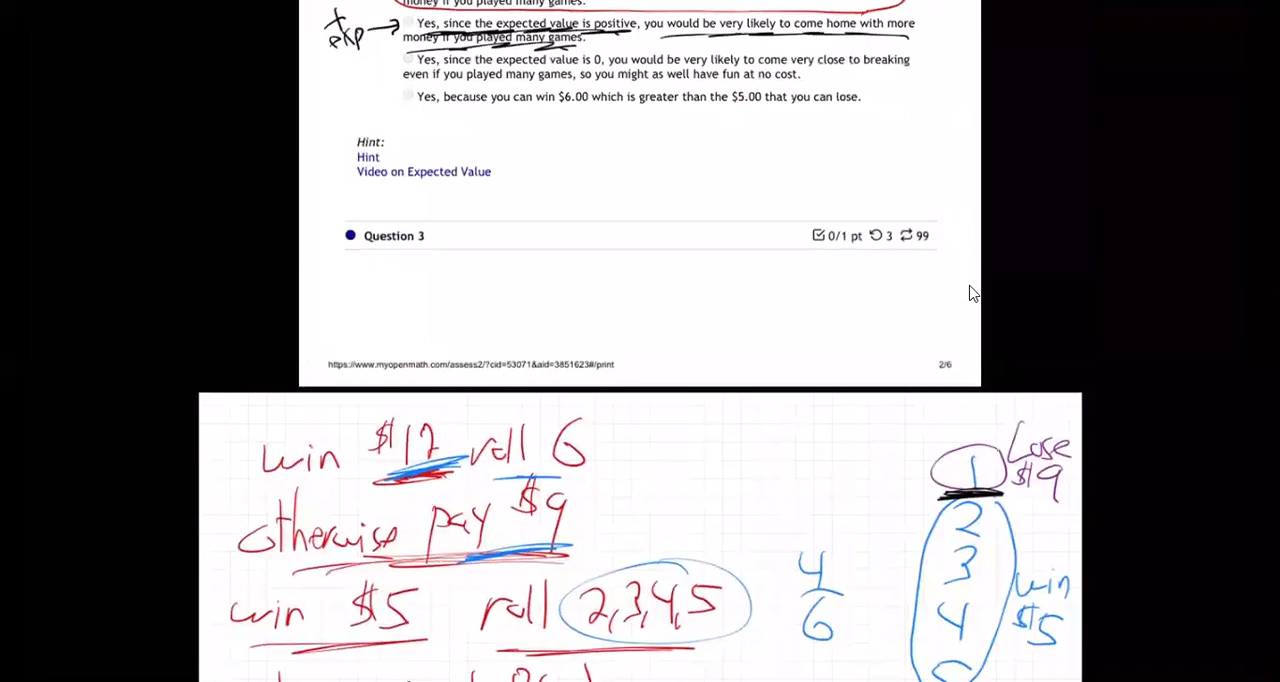 money if you played many games.
+ exp → Yes, since the expected value is positive, you would be very likely to come home with more
money if you played many games.
Yes, since the expected value is 0, you would be very likely to come very close to breaking
even if you played many games, so you might as well have fun at no cost.
Yes, because you can win $6.00 which is greater than the $5.00 that you can lose.
Hint:
Hint
Video on Expected Value
Question 3
0/1 pt 3 99
https://www.myopenmath.com/assess2/?cid=53071&aid=3851623#/print
2/6
win $17 roll 6
otherwise pay $9
win $5 roll 2,3,4,5
4/6
1 Lose $9
2
3
4 win $5